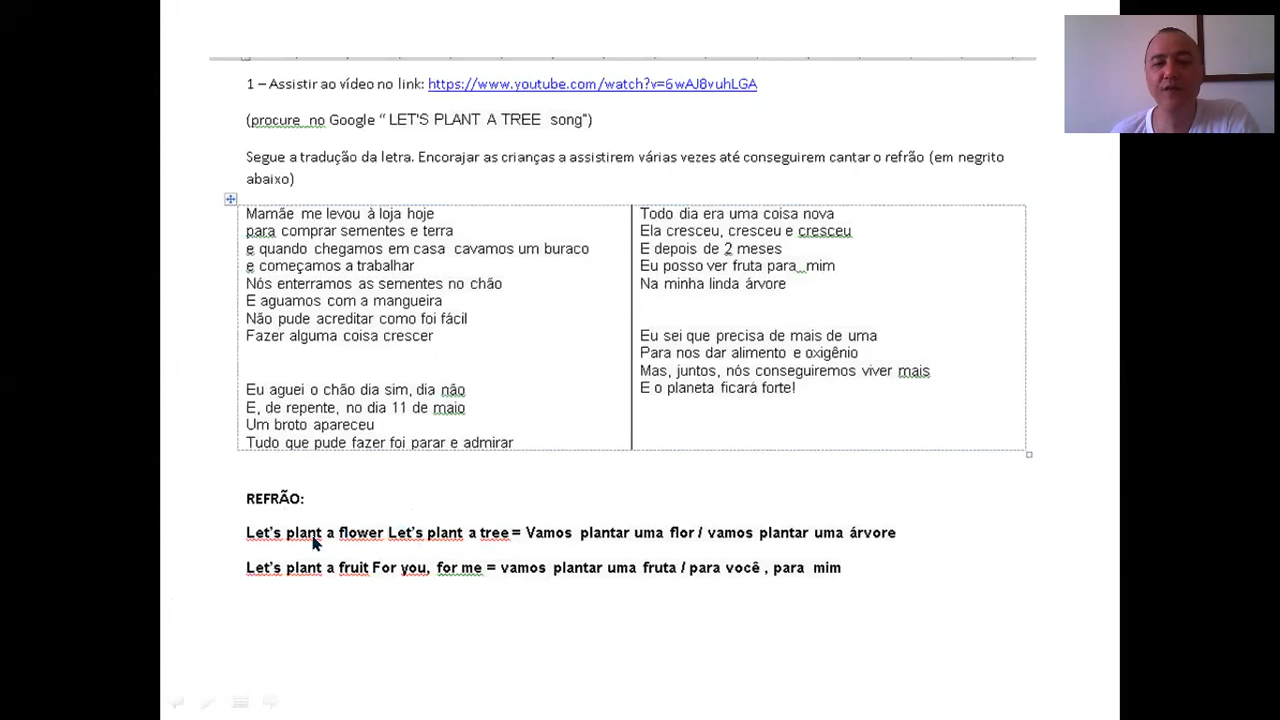 1 – Assistir ao vídeo no link: https://www.youtube.com/watch?v=6wAJ8vuhLGA
(procure no Google “ LET'S PLANT A TREE song")
Segue a tradução da letra. Encorajar as crianças a assistirem várias vezes até conseguirem cantar o refrão (em negrito
abaixo)
Mamãe me levou à loja hoje
para comprar sementes e terra
e quando chegamos em casa cavamos um buraco
e começamos a trabalhar
Nós enterramos as sementes no chão
E aguamos com a mangueira
Não pude acreditar como foi fácil
Fazer alguma coisa crescer
Eu aguei o chão dia sim, dia não
E, de repente, no dia 11 de maio
Um broto apareceu
Tudo que pude fazer foi parar e admirar
Todo dia era uma coisa nova
Ela cresceu, cresceu e cresceu
E depois de 2 meses
Eu posso ver fruta para mim
Na minha linda árvore
Eu sei que precisa de mais de uma
Para nos dar alimento e oxigênio
Mas, juntos, nós conseguiremos viver mais
E o planeta ficará forte!
REFRÃO:
Let’s plant a flower Let’s plant a tree = Vamos plantar uma flor / vamos plantar uma árvore
Let’s plant a fruit For you, for me = vamos plantar uma fruta / para você , para mim